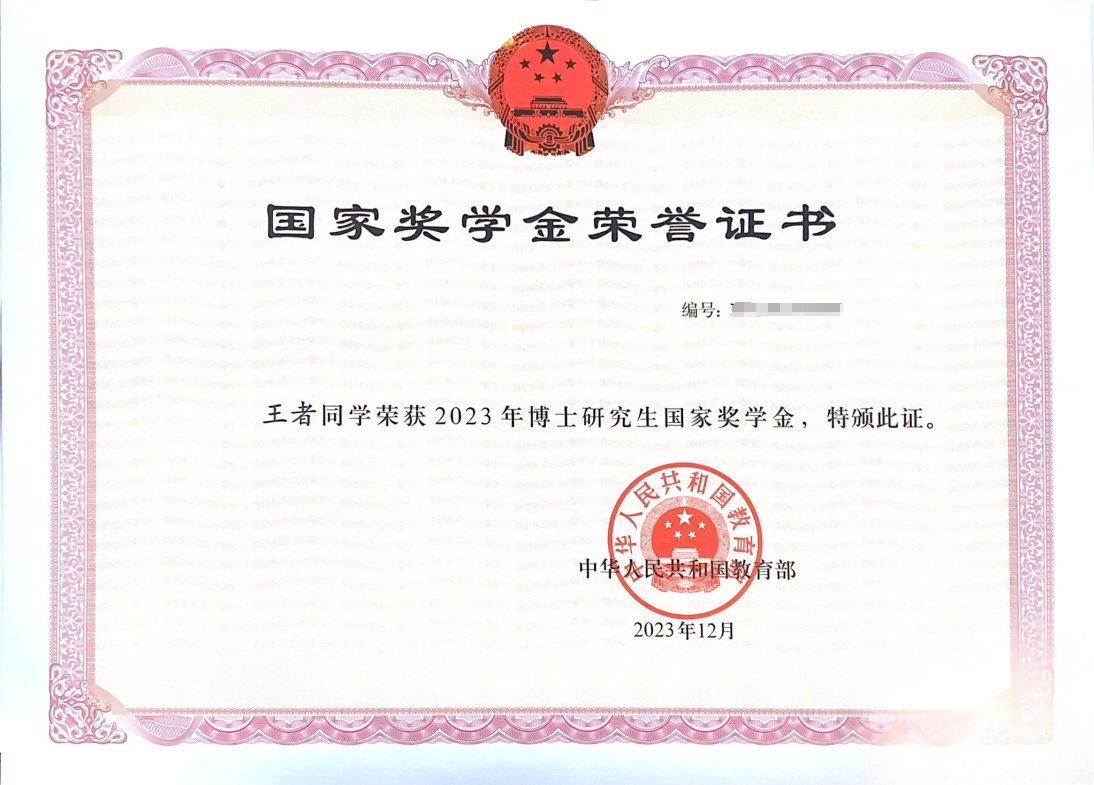 国家奖学金荣誉证书
编号:
王者同学荣获2023年博士研究生国家奖学金，特颁此证。
中华人民共和国教育部
中华人民共和国教育部
2023年12月